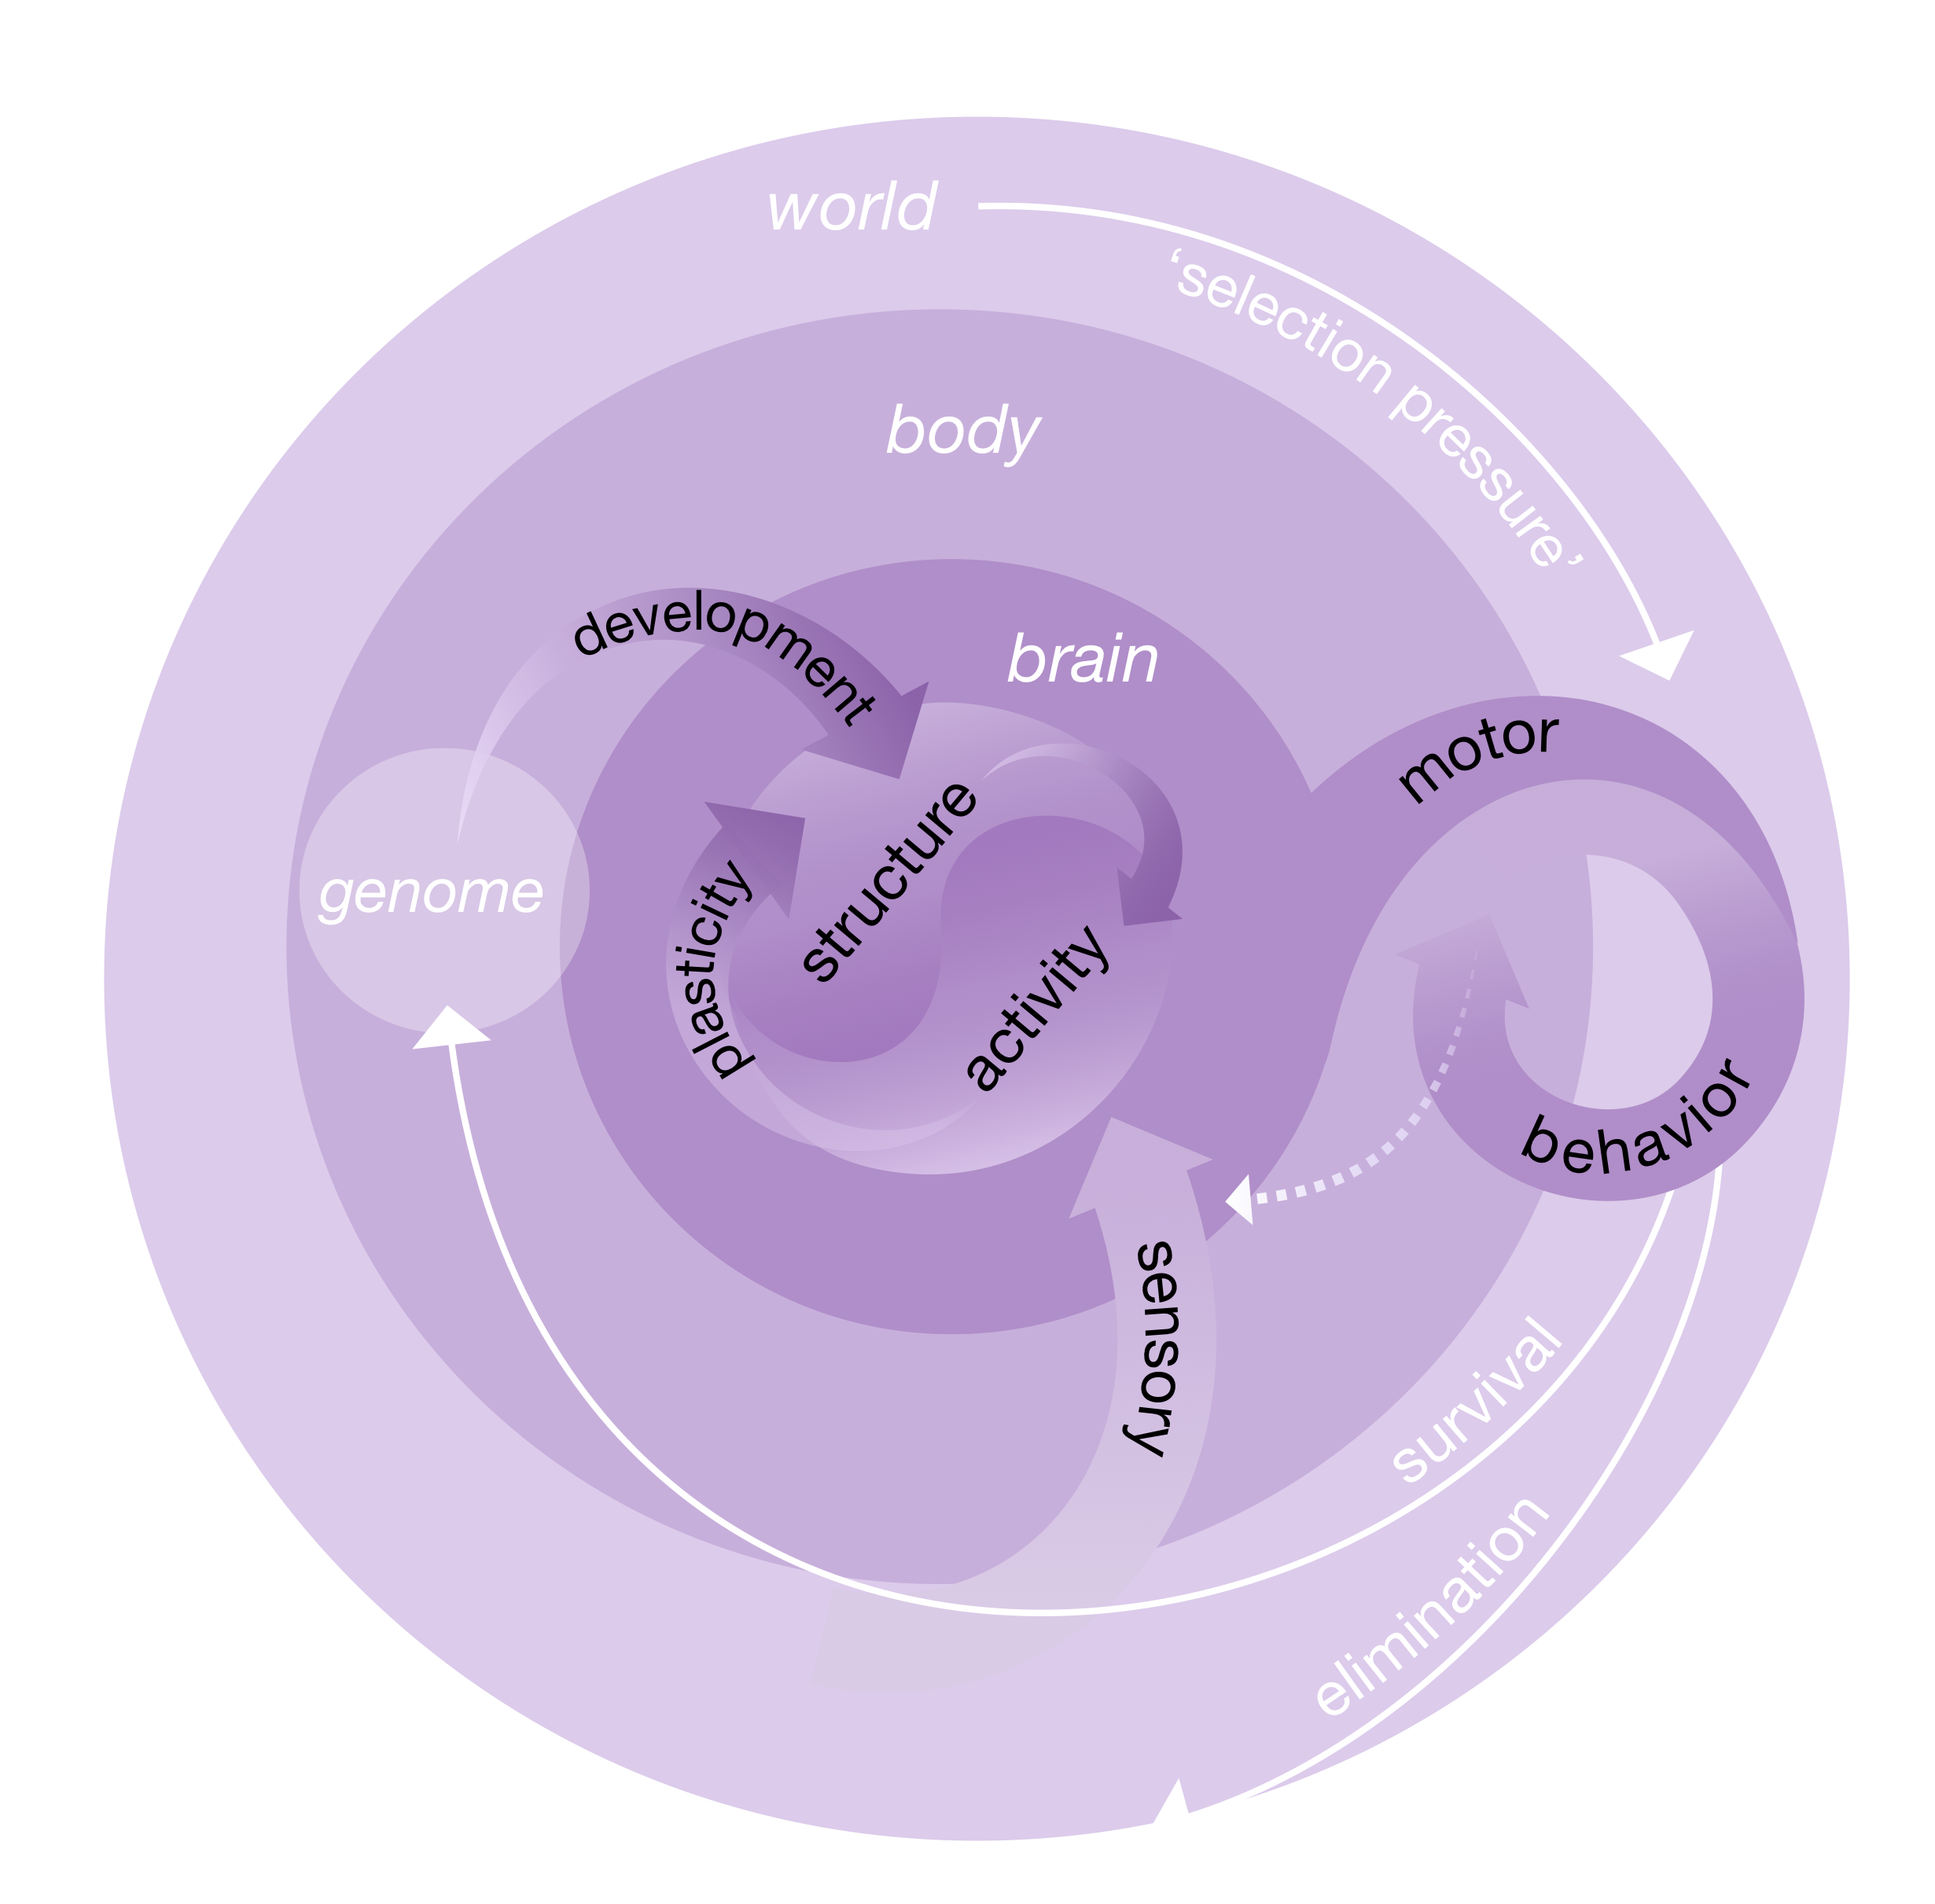 world
‘selection pressure’
body
development
brain
motor
genome
structure
plasticity
activity
behavior
sensory
survival
elimination